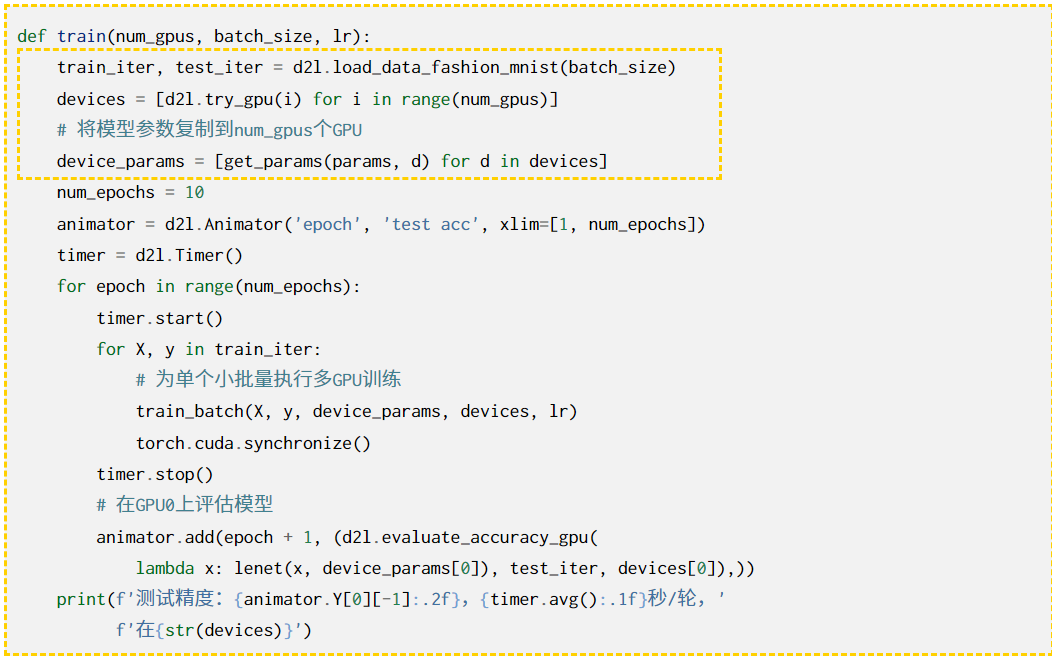 def train(num_gpus, batch_size, lr):
    train_iter, test_iter = d2l.load_data_fashion_mnist(batch_size)
    devices = [d2l.try_gpu(i) for i in range(num_gpus)]
    # 将模型参数复制到num_gpus个GPU
    device_params = [get_params(params, d) for d in devices]
    num_epochs = 10
    animator = d2l.Animator('epoch', 'test acc', xlim=[1, num_epochs])
    timer = d2l.Timer()
    for epoch in range(num_epochs):
        timer.start()
        for X, y in train_iter:
            # 为单个小批量执行多GPU训练
            train_batch(X, y, device_params, devices, lr)
            torch.cuda.synchronize()
        timer.stop()
        # 在GPU0上评估模型
        animator.add(epoch + 1, (d2l.evaluate_accuracy_gpu(
            lambda x: lenet(x, device_params[0]), test_iter, devices[0]),))
    print(f'测试精度：{animator.Y[0][-1]:.2f}，{timer.avg():.1f}秒/轮，'
          f'在{str(devices)}')